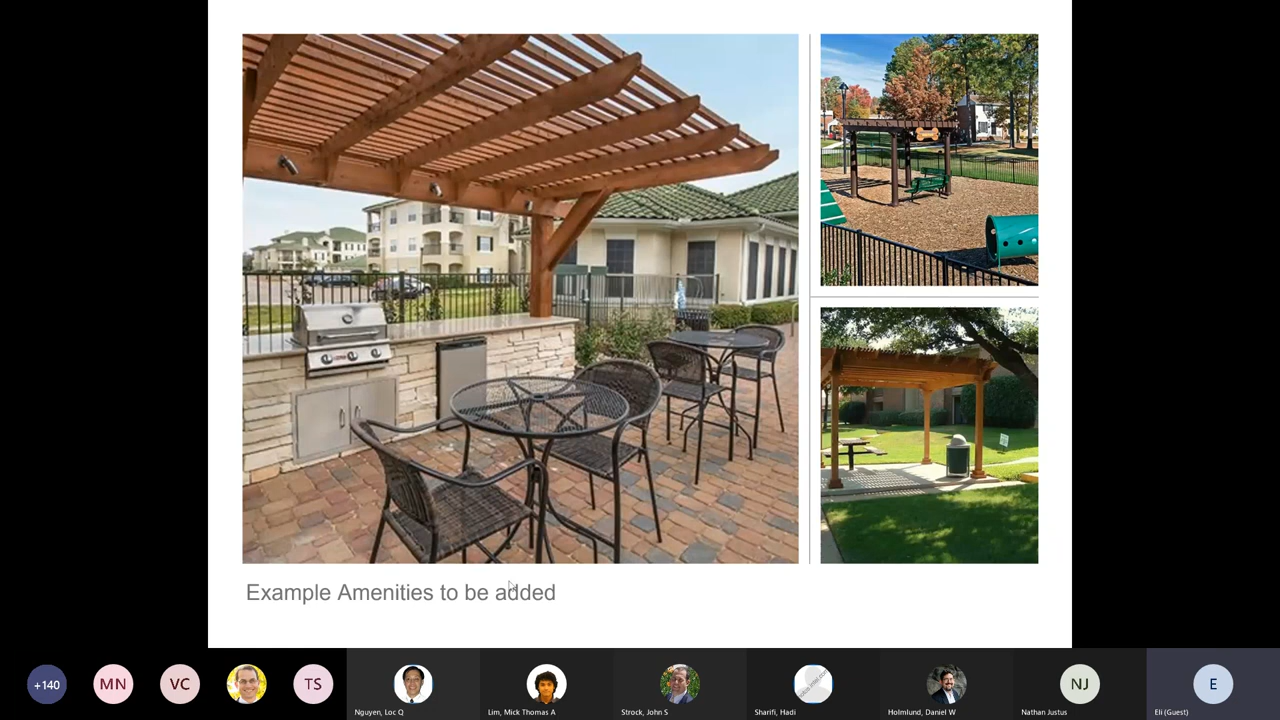 Example Amenities to be added
+140
MN
VC
TS
Nguyen, Loc Q
Lim, Mick Thomas A
Strock, John S
Sharifi, Hadi
Holmlund, Daniel W
NJ
Nathan Justus
E
Eli (Guest)